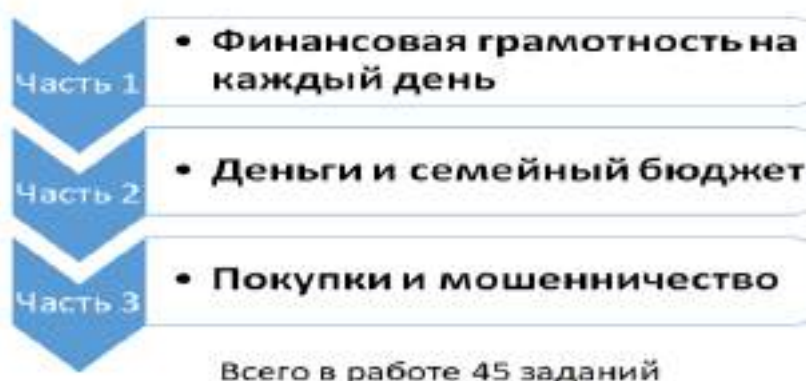 Часть 1
• Финансовая грамотность на
каждый день
Часть 2
• Деньги и семейный бюджет
Часть 3
• Покупки и мошенничество
Всего в работе 45 заданий